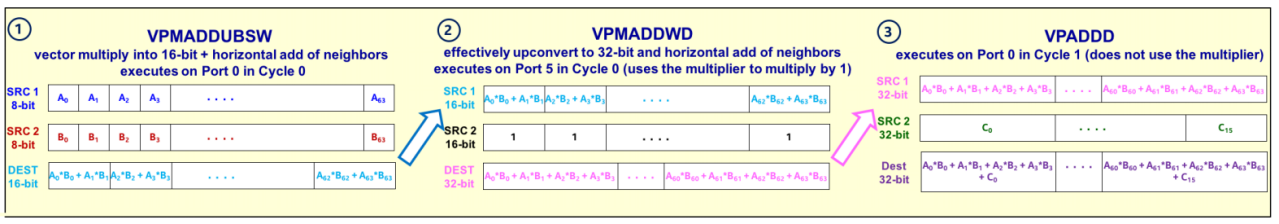 1
VPMADDUBSW
vector multiply into 16-bit + horizontal add of neighbors
executes on Port 0 in Cycle 0
SRC 1
8-bit
A₀ A₁ A₂ A₃ .... A₆₃
SRC 2
8-bit
B₀ B₁ B₂ B₃ .... B₆₃
DEST
16-bit
A₀*B₀ + A₁*B₁ A₂*B₂ + A₃*B₃ .... A₆₂*B₆₂ + A₆₃*B₆₃
2
VPMADDWD
effectively upconvert to 32-bit and horizontal add of neighbors
executes on Port 5 in Cycle 0 (uses the multiplier to multiply by 1)
SRC 1
16-bit
A₀*B₀ + A₁*B₁ A₂*B₂ + A₃*B₃ .... A₆₂*B₆₂ + A₆₃*B₆₃
SRC 2
16-bit
1 1 .... 1
DEST
32-bit
A₀*B₀ + A₁*B₁ + A₂*B₂ + A₃*B₃ .... A₆₀*B₆₀ + A₆₁*B₆₁ + A₆₂*B₆₂ + A₆₃*B₆₃
3
VPADDD
executes on Port 0 in Cycle 1 (does not use the multiplier)
SRC 1
32-bit
A₀*B₀ + A₁*B₁ + A₂*B₂ + A₃*B₃ .... A₆₀*B₆₀ + A₆₁*B₆₁ + A₆₂*B₆₂ + A₆₃*B₆₃
SRC 2
32-bit
C₀ .... C₁₅
Dest
32-bit
A₀*B₀ + A₁*B₁ + A₂*B₂ + A₃*B₃ .... A₆₀*B₆₀ + A₆₁*B₆₁ + A₆₂*B₆₂ + A₆₃*B₆₃
+ C₀ + C₁₅